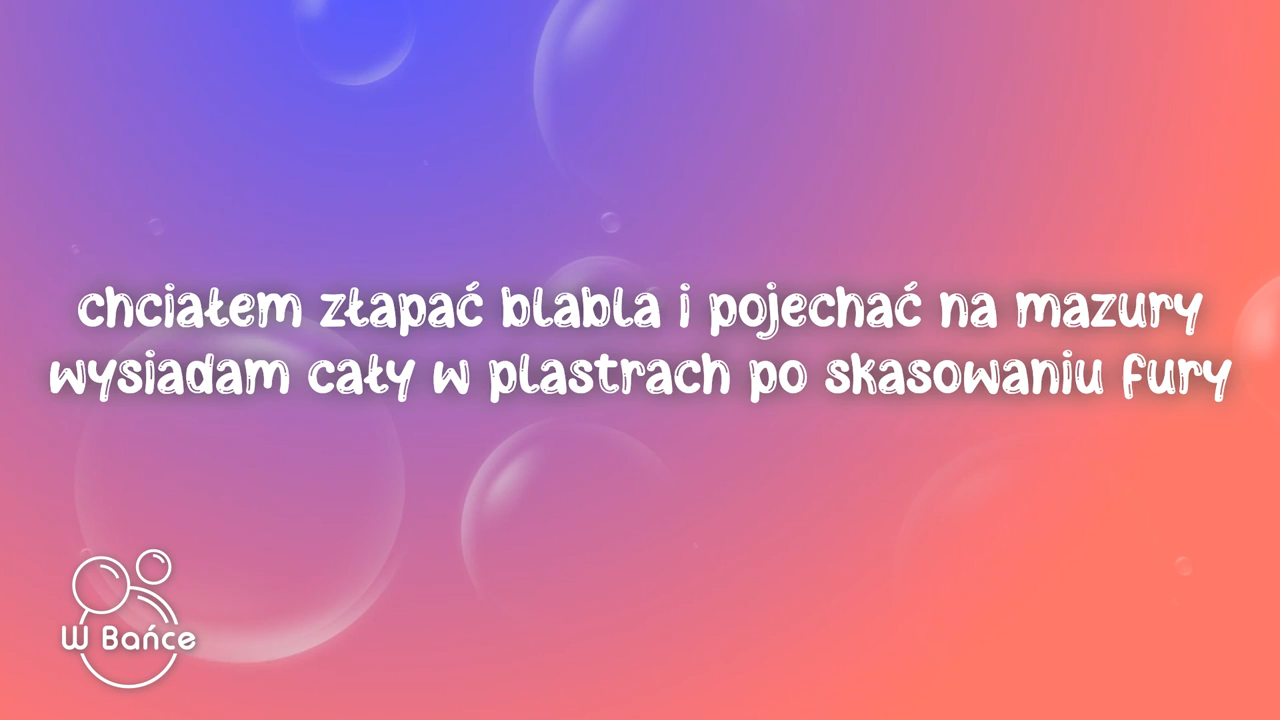 chciałem złapać blabla i pojechać na mazury
wysiadam cały w plastrach po skasowaniu fury
W Bańce